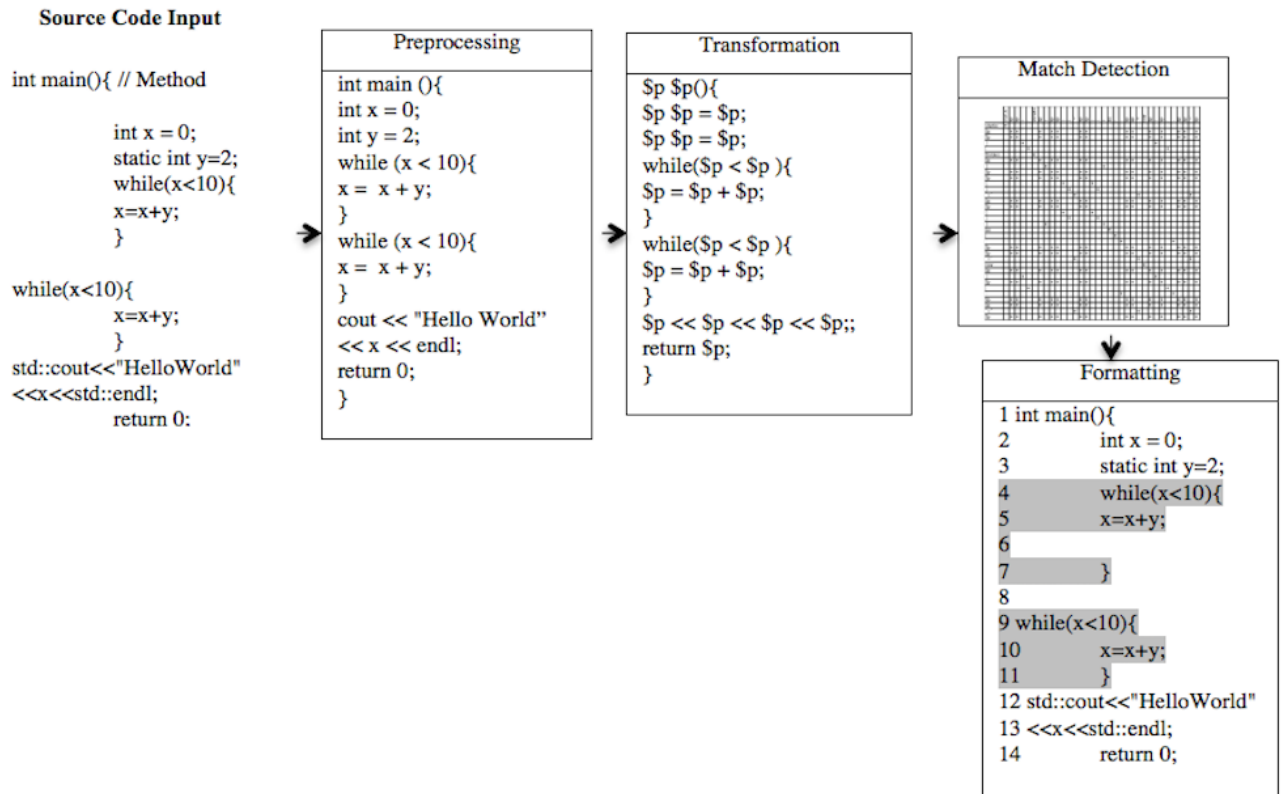 Source Code Input
int main(){ // Method
int x = 0;
static int y=2;
while(x<10){
x=x+y;
}
while(x<10){
x=x+y;
}
std::cout<<"HelloWorld"
<<x<<std::endl;
return 0:
Preprocessing
int main (){
int x = 0;
int y = 2;
while (x < 10){
x = x + y;
}
while (x < 10){
x = x + y;
}
cout << "Hello World”
<< x << endl;
return 0;
}
Transformation
$p $p(){
$p $p = $p;
$p $p = $p;
while($p < $p ){
$p = $p + $p;
}
while($p < $p ){
$p = $p + $p;
}
$p << $p << $p << $p;;
return $p;
}
Match Detection
Formatting
1 int main(){
2 int x = 0;
3 static int y=2;
4 while(x<10){
5 x=x+y;
6
7 }
8
9 while(x<10){
10 x=x+y;
11 }
12 std::cout<<"HelloWorld"
13 <<x<<std::endl;
14 return 0;